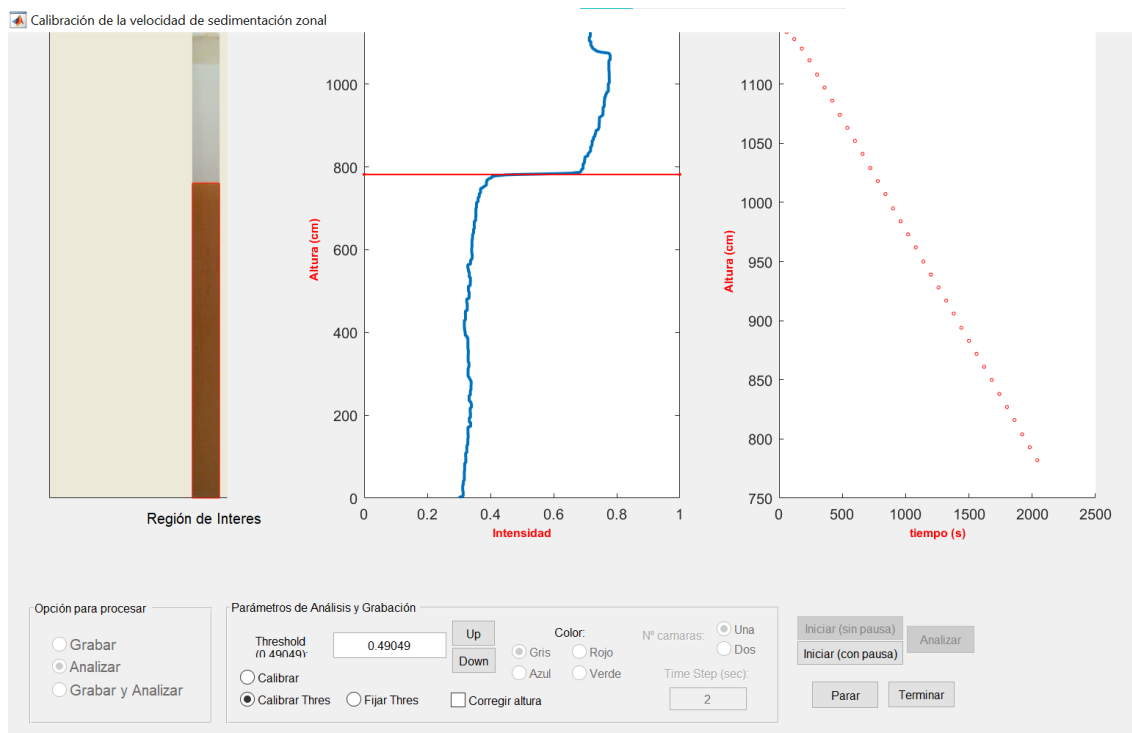 Calibración de la velocidad de sedimentación zonal
1000
800
600
400
200
0
Altura (cm)
0 0.2 0.4 0.6 0.8 1
Intensidad
1100
1050
1000
950
900
850
800
750
Altura (cm)
0 500 1000 1500 2000 2500
tiempo (s)
Región de Interes
Opción para procesar
Grabar
Analizar
Grabar y Analizar
Parámetros de Análisis y Grabación
Threshold
(0.49049):
0.49049
Up
Down
Calibrar
Calibrar Thres
Fijar Thres
Color:
Gris
Rojo
Azul
Verde
Corregir altura
Nº camaras:
Una
Dos
Time Step (sec):
2
Iniciar (sin pausa)
Iniciar (con pausa)
Analizar
Parar
Terminar